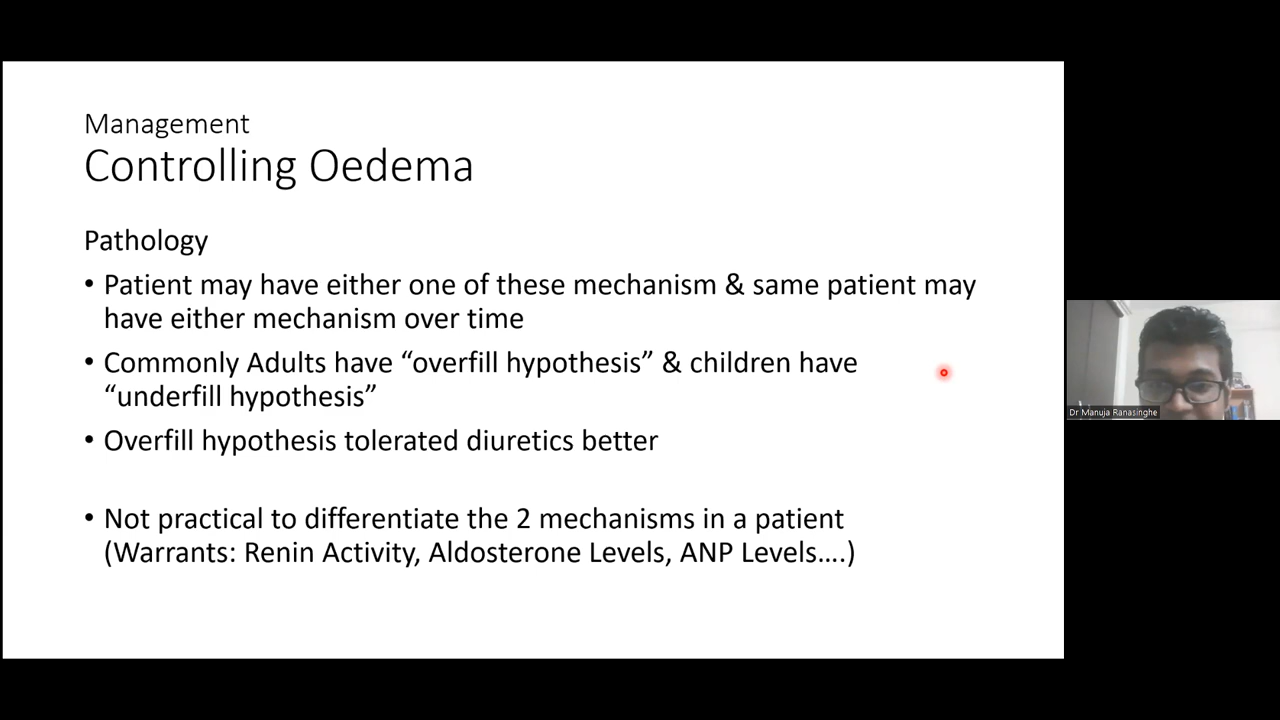 Management
Controlling Oedema
Pathology
• Patient may have either one of these mechanism & same patient may
have either mechanism over time
• Commonly Adults have “overfill hypothesis” & children have
“underfill hypothesis”
• Overfill hypothesis tolerated diuretics better
• Not practical to differentiate the 2 mechanisms in a patient
(Warrants: Renin Activity, Aldosterone Levels, ANP Levels….)
Dr Manuja Ranasinghe